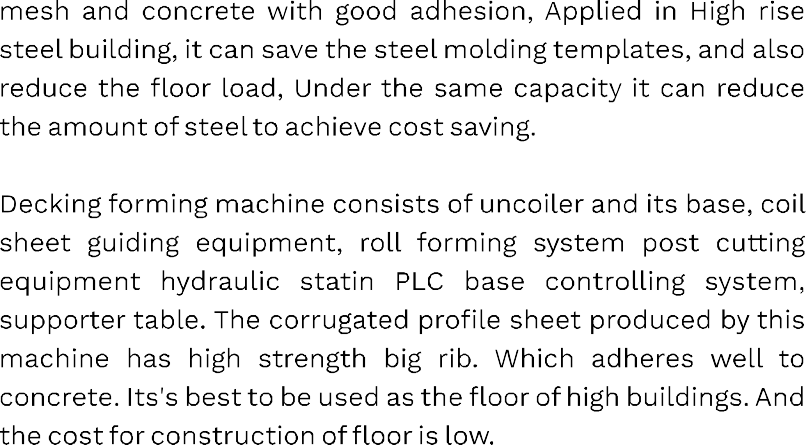 mesh and concrete with good adhesion, Applied in High rise
steel building, it can save the steel molding templates, and also
reduce the floor load, Under the same capacity it can reduce
the amount of steel to achieve cost saving.
Decking forming machine consists of uncoiler and its base, coil
sheet guiding equipment, roll forming system post cutting
equipment hydraulic statin PLC base controlling system,
supporter table. The corrugated profile sheet produced by this
machine has high strength big rib. Which adheres well to
concrete. Its's best to be used as the floor of high buildings. And
the cost for construction of floor is low.